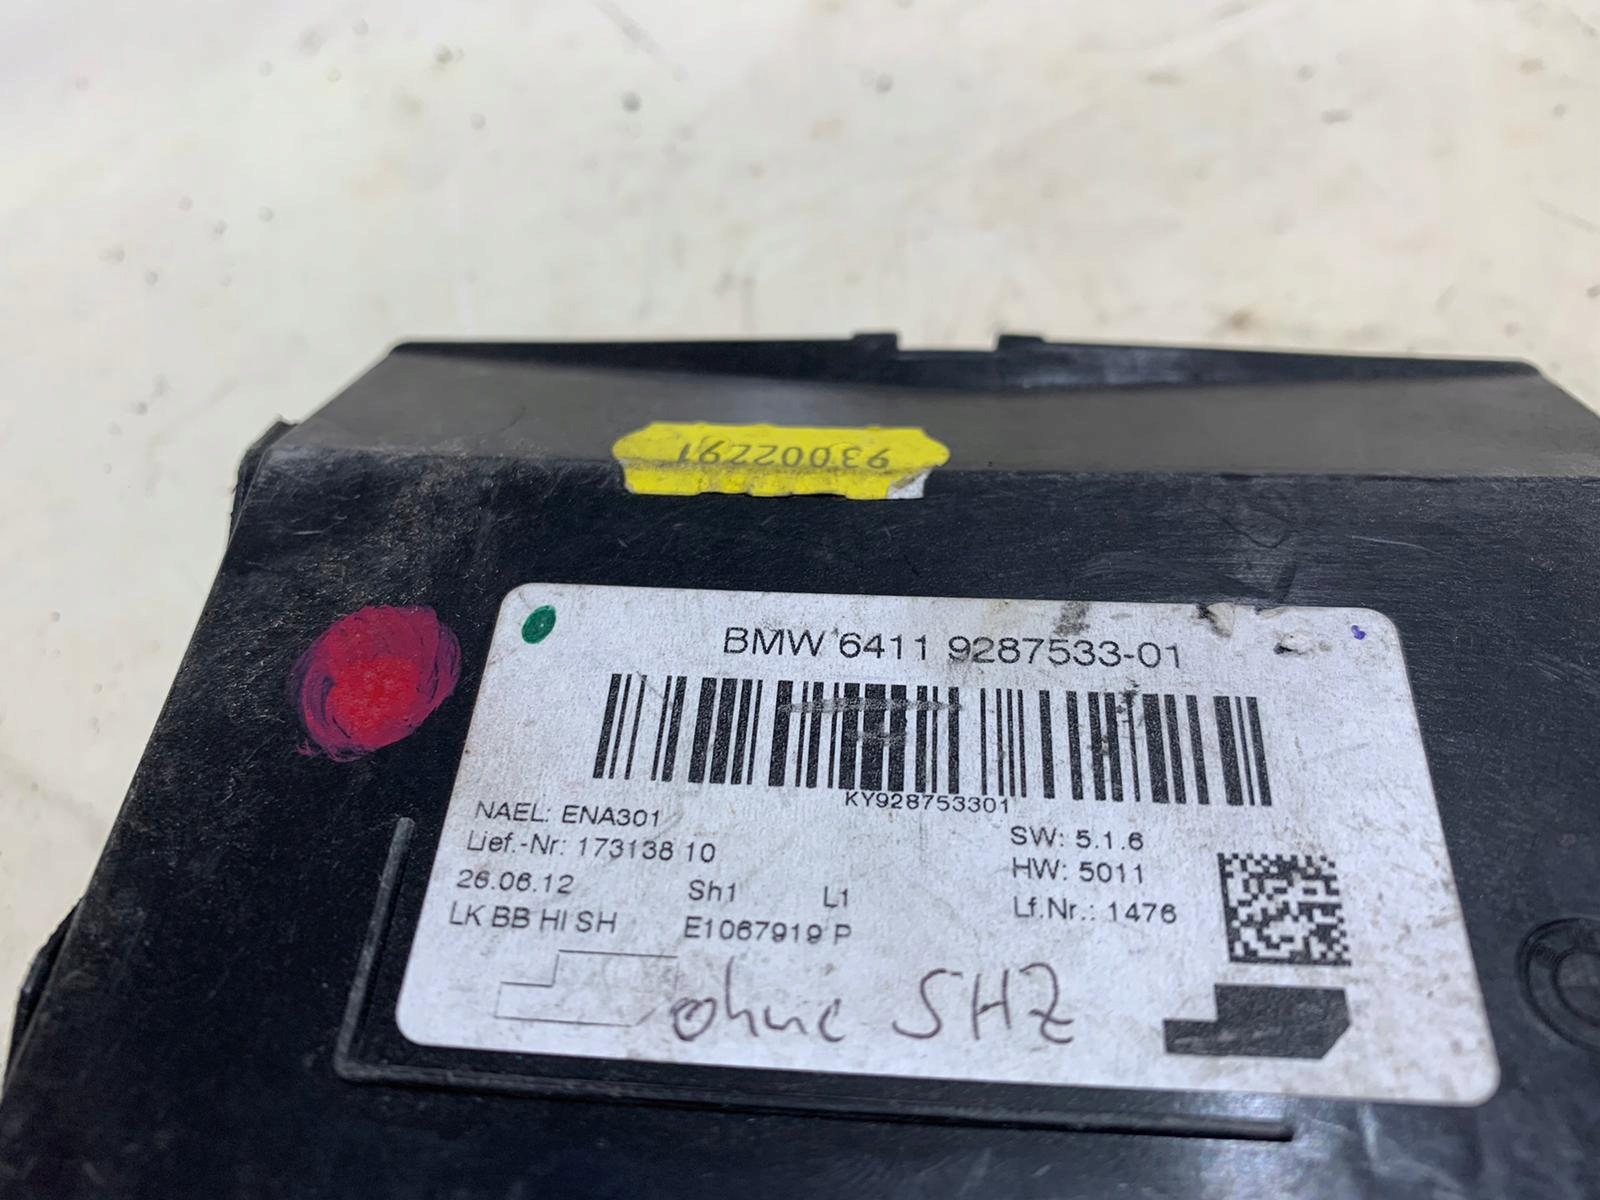 93002291
BMW 6411 9287533-01
KY928753301
NAEL: ENA301
Lief.-Nr: 173138 10
26.06.12 Sh1 L1
LK BB HI SH E1067919 P
SW: 5.1.6
HW: 5011
Lf.Nr.: 1476
ohne SHZ